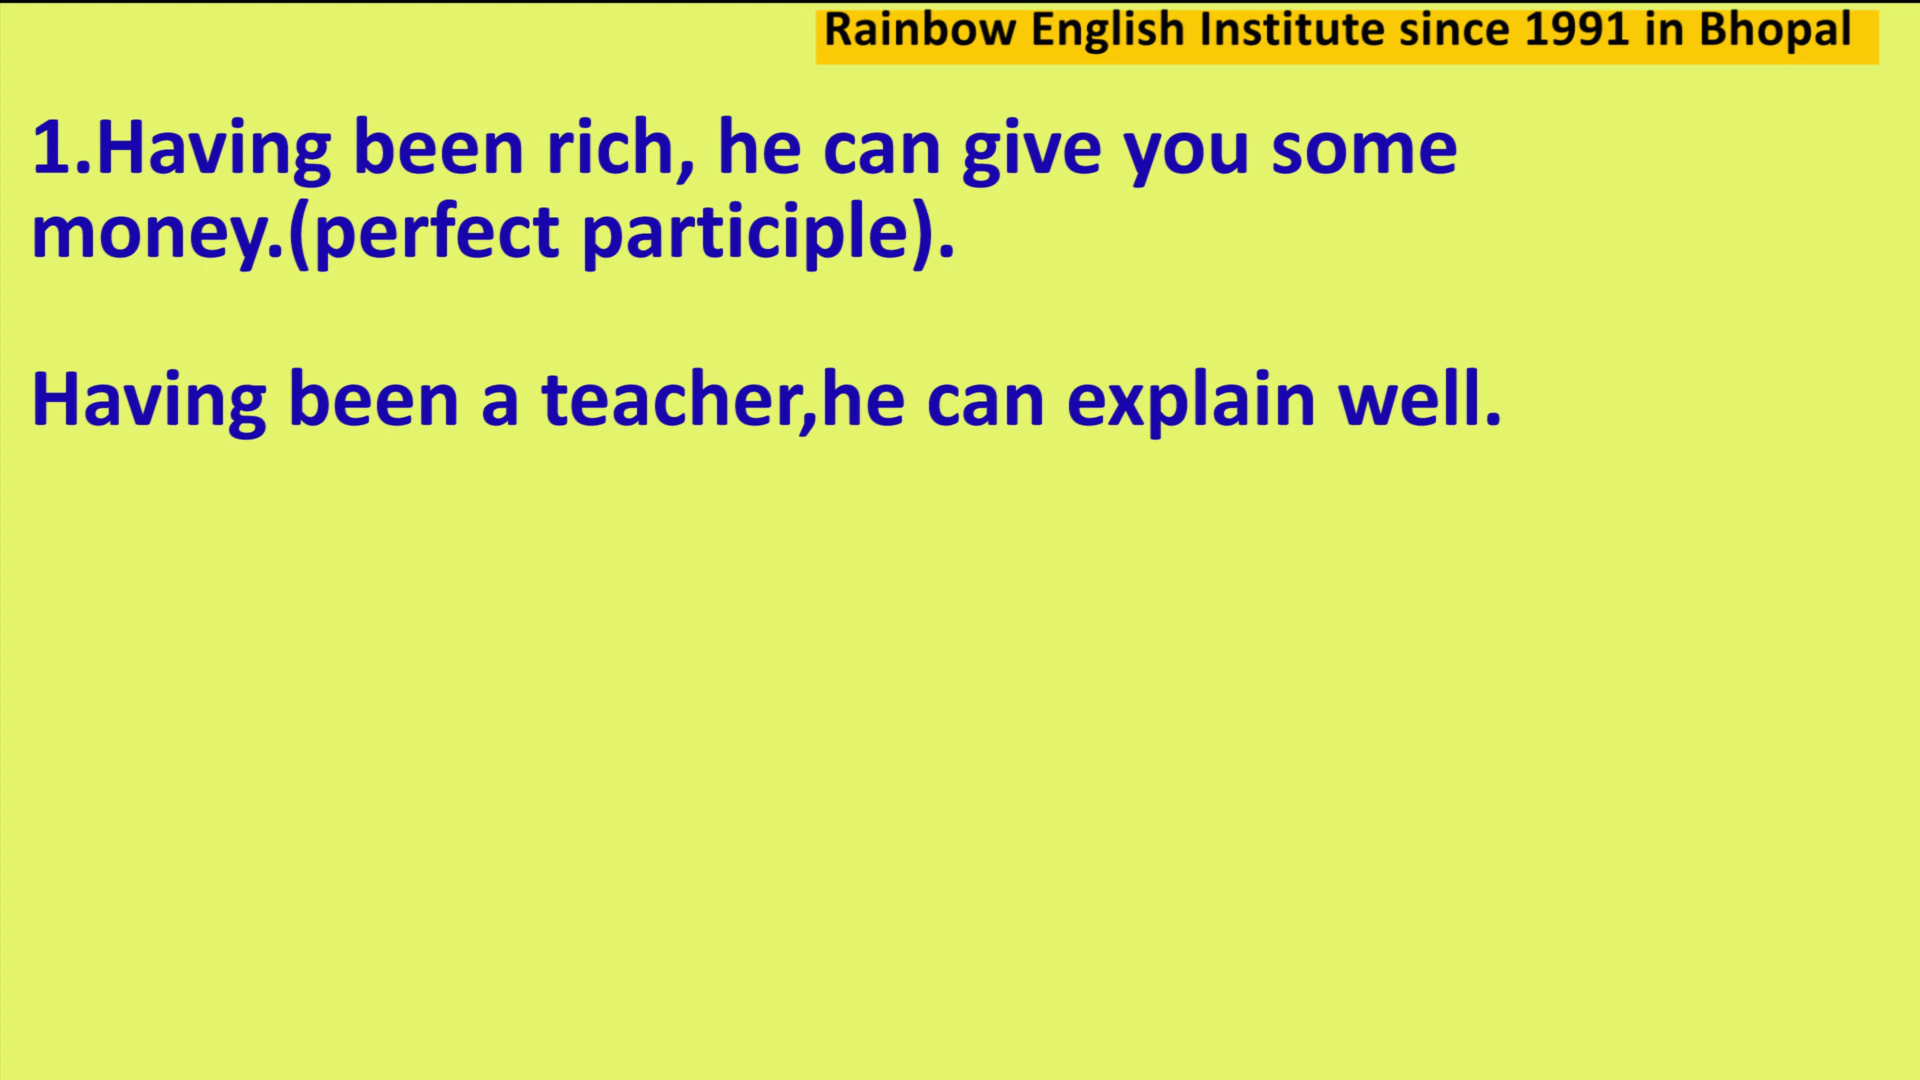 Rainbow English Institute since 1991 in Bhopal
1.Having been rich, he can give you some
money.(perfect participle).
Having been a teacher,he can explain well.